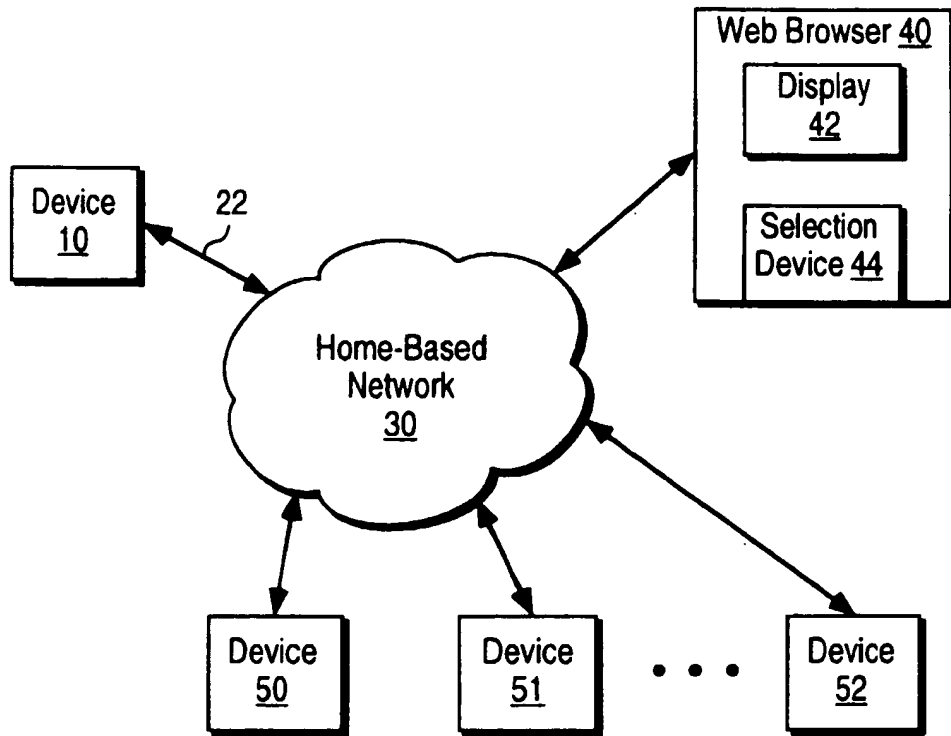 Web Browser 40
Display
42
Selection
Device 44
Device
10
22
Home-Based
Network
30
Device
50
Device
51
Device
52